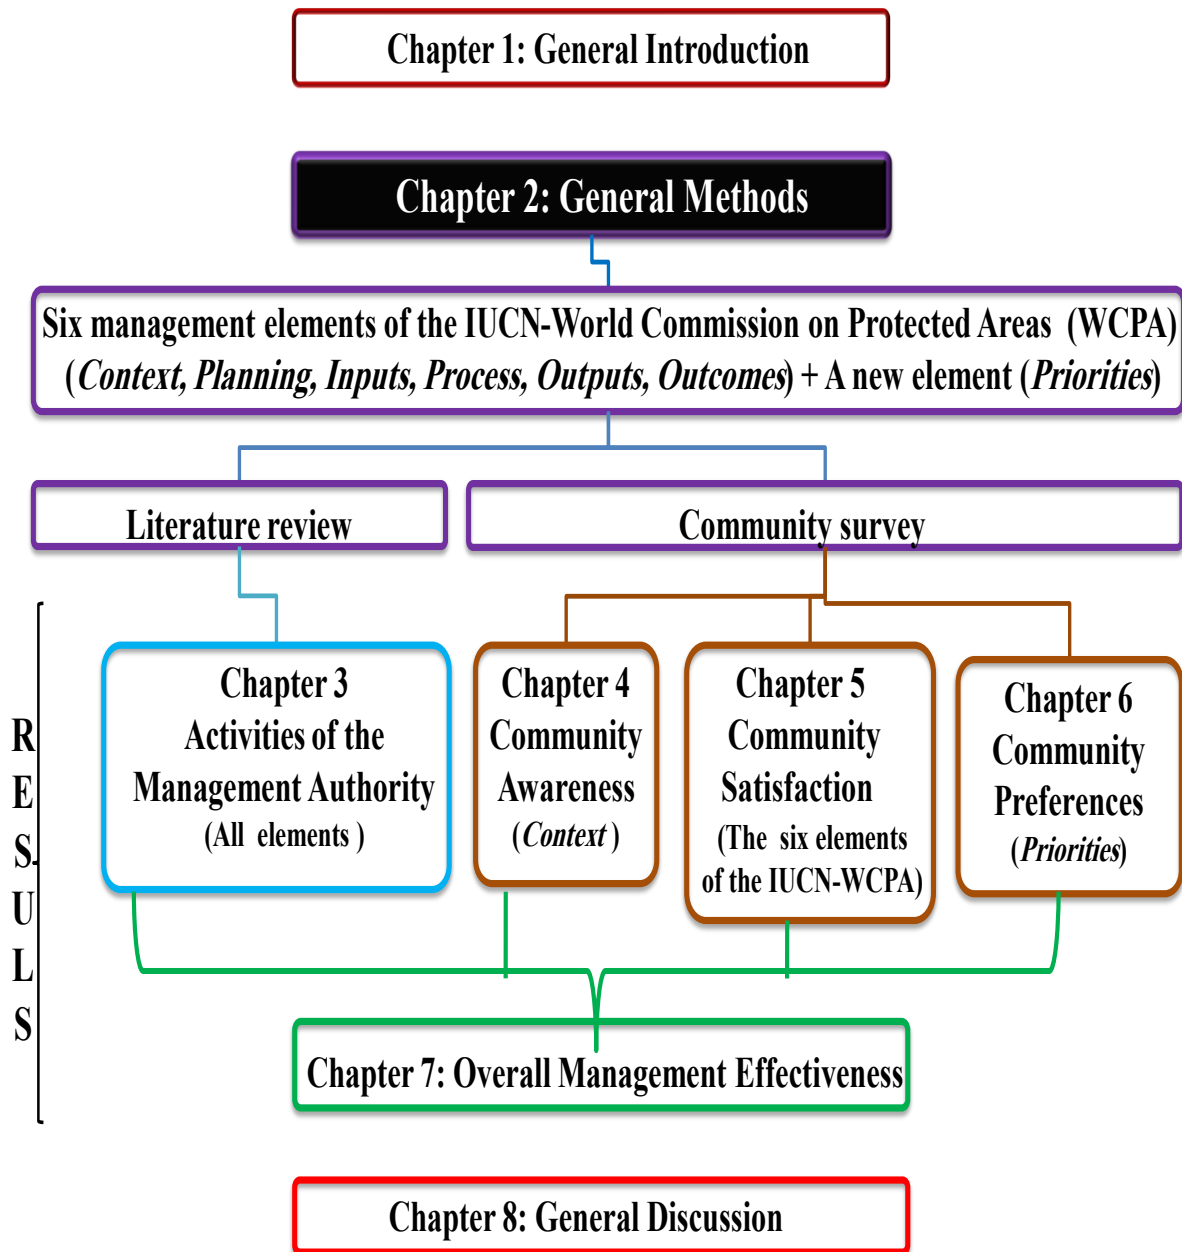 Chapter 1: General Introduction
Chapter 2: General Methods
Six management elements of the IUCN-World Commission on Protected Areas (WCPA)
(Context, Planning, Inputs, Process, Outputs, Outcomes) + A new element (Priorities)
Literature review
Community survey
R
E
S
U
L
S
Chapter 3
Activities of the
Management Authority
(All elements )
Chapter 4
Community
Awareness
(Context )
Chapter 5
Community
Satisfaction
(The six elements
of the IUCN-WCPA)
Chapter 6
Community
Preferences
(Priorities)
Chapter 7: Overall Management Effectiveness
Chapter 8: General Discussion